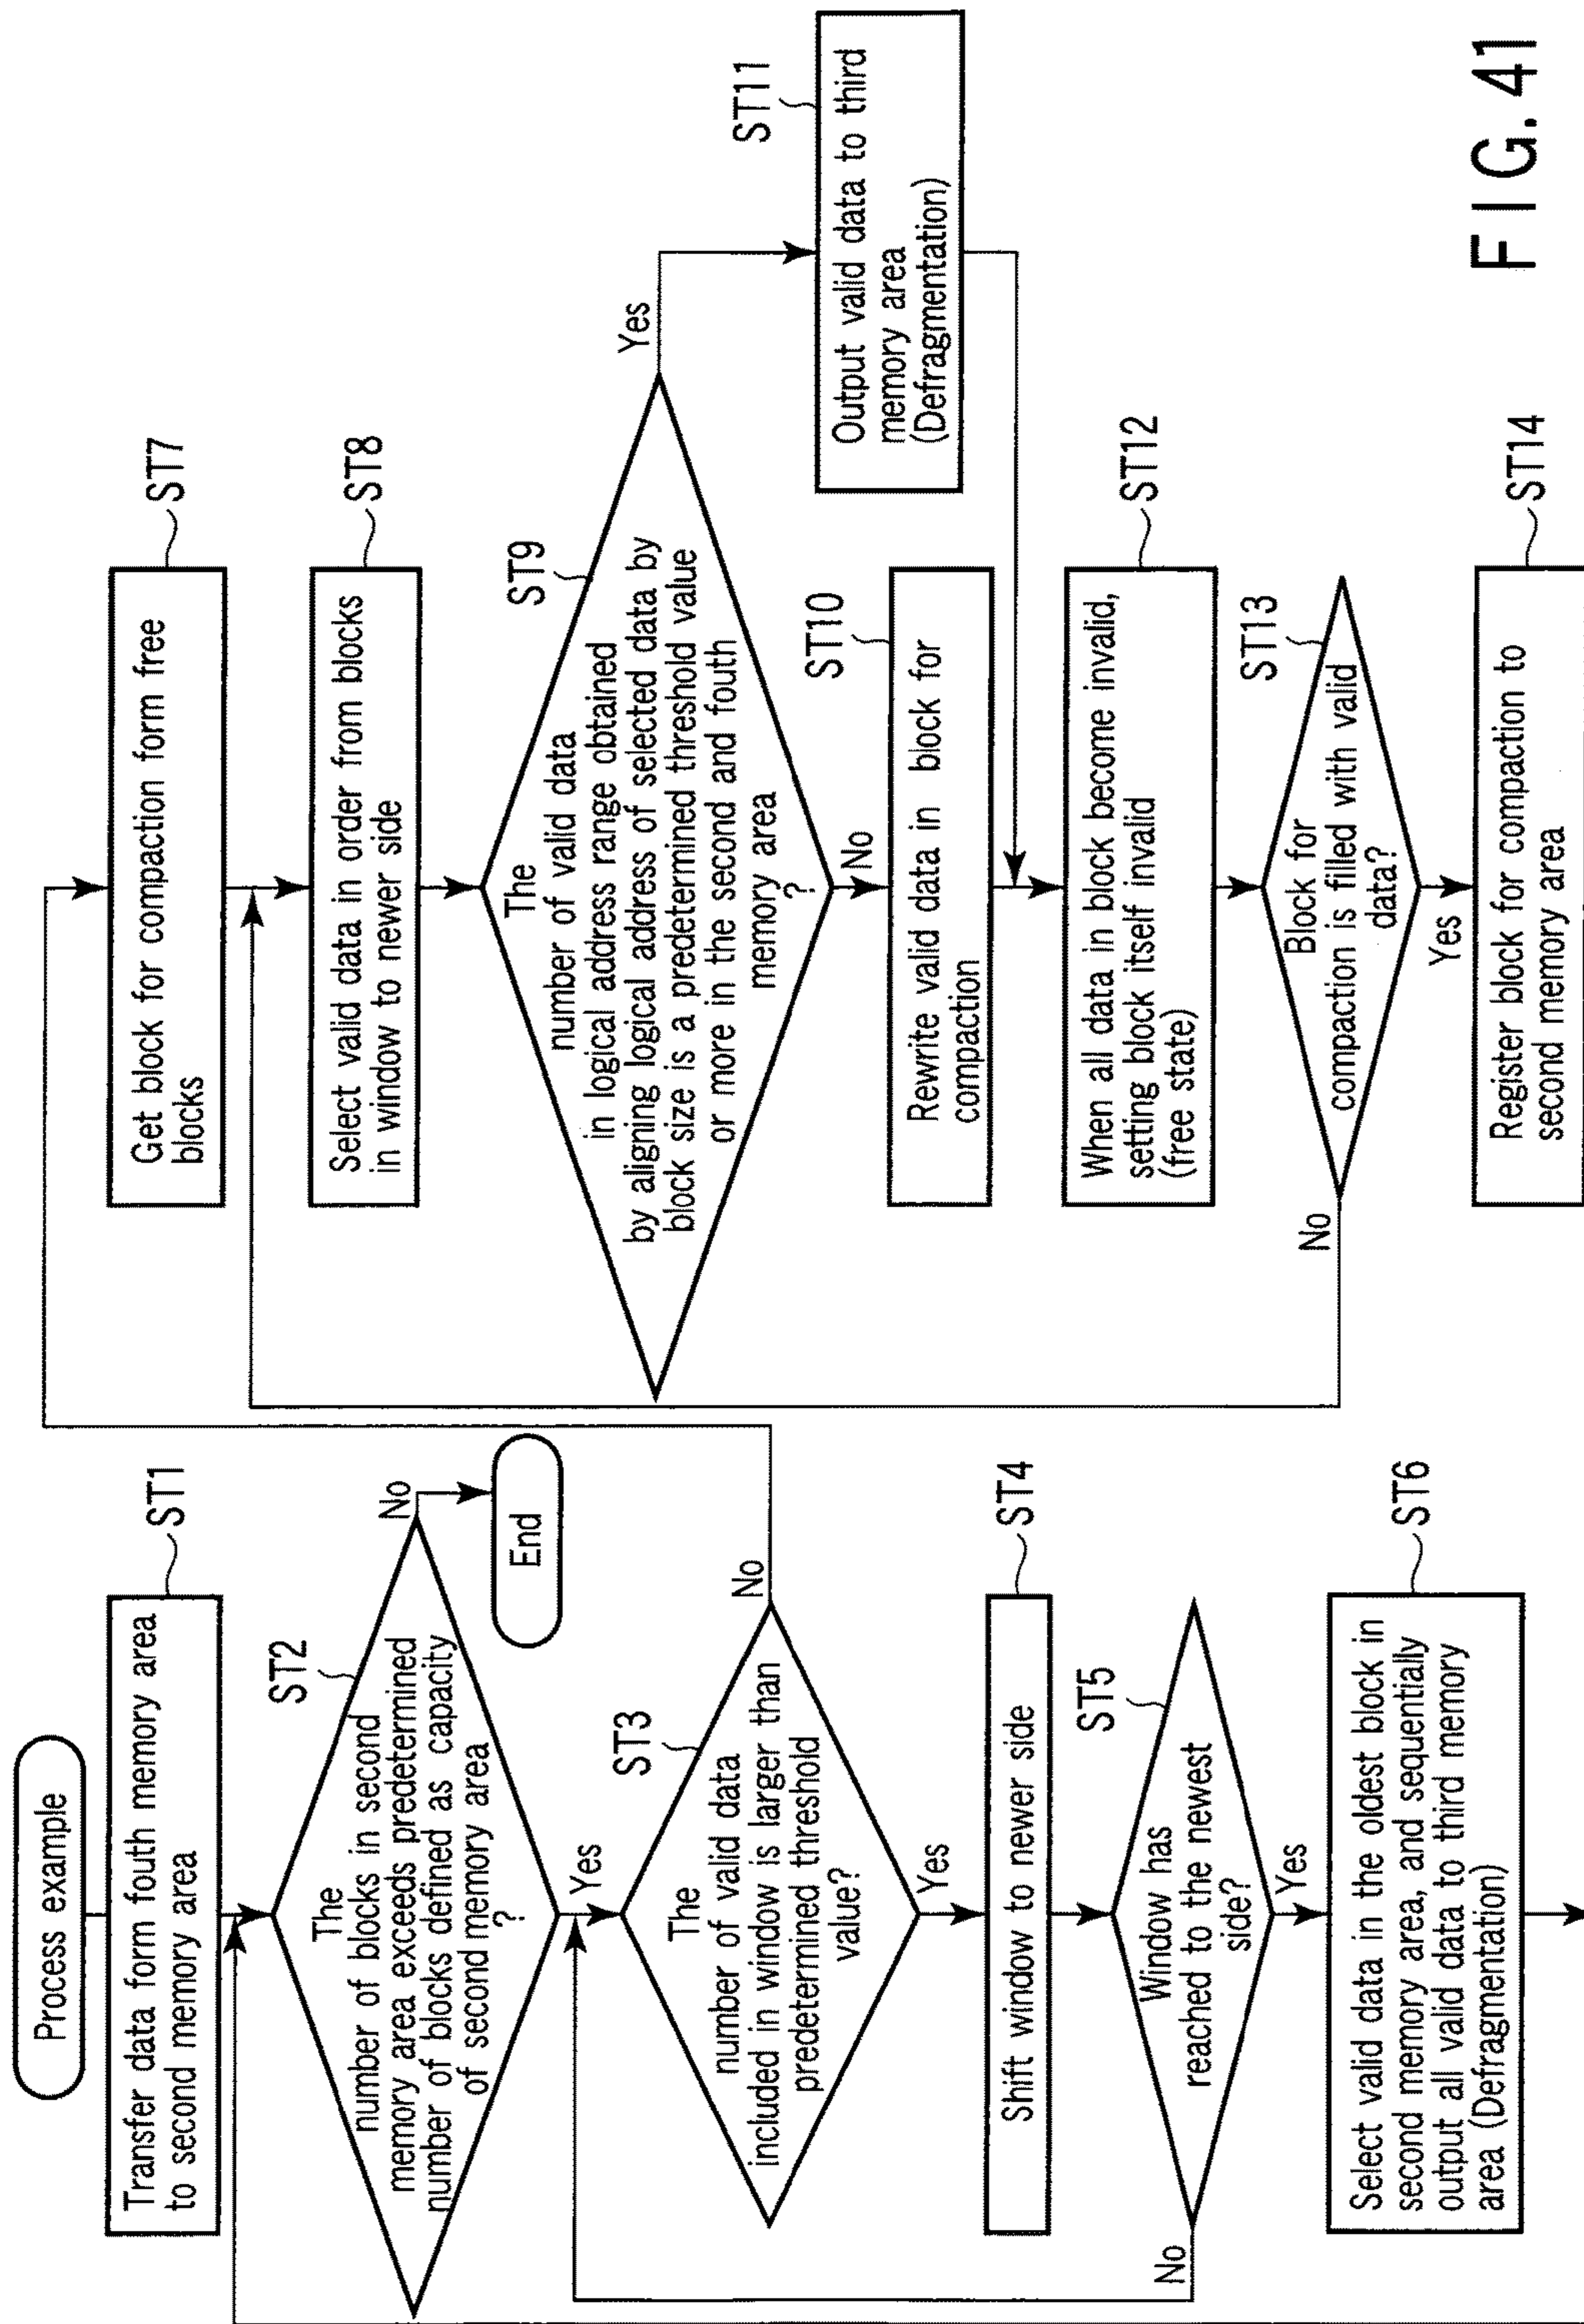 Process example
Transfer data form fouth memory area
to second memory area
ST1
The
number of blocks in second
memory area exceeds predetermined
number of blocks defined as capacity
of second memory area
?
ST2
No
End
Yes
The
number of valid data
included in window is larger than
predetermined threshold
value?
ST3
No
Yes
Shift window to newer side
ST4
Window has
reached to the newest
side?
ST5
No
Yes
Select valid data in the oldest block in
second memory area, and sequentially
output all valid data to third memory
area (Defragmentation)
ST6
Get block for compaction form free
blocks
ST7
Select valid data in order from blocks
in window to newer side
ST8
The
number of valid data
in logical address range obtained
by aligning logical address of selected data by
block size is a predetermined threshold value
or more in the second and fouth
memory area
?
ST9
Yes
No
Rewrite valid data in block for
compaction
ST10
Output valid data to third
memory area
(Defragmentation)
ST11
When all data in block become invalid,
setting block itself invalid
(free state)
ST12
Block for
compaction is filled with valid
data?
ST13
No
Yes
Register block for compaction to
second memory area
ST14
FIG. 41